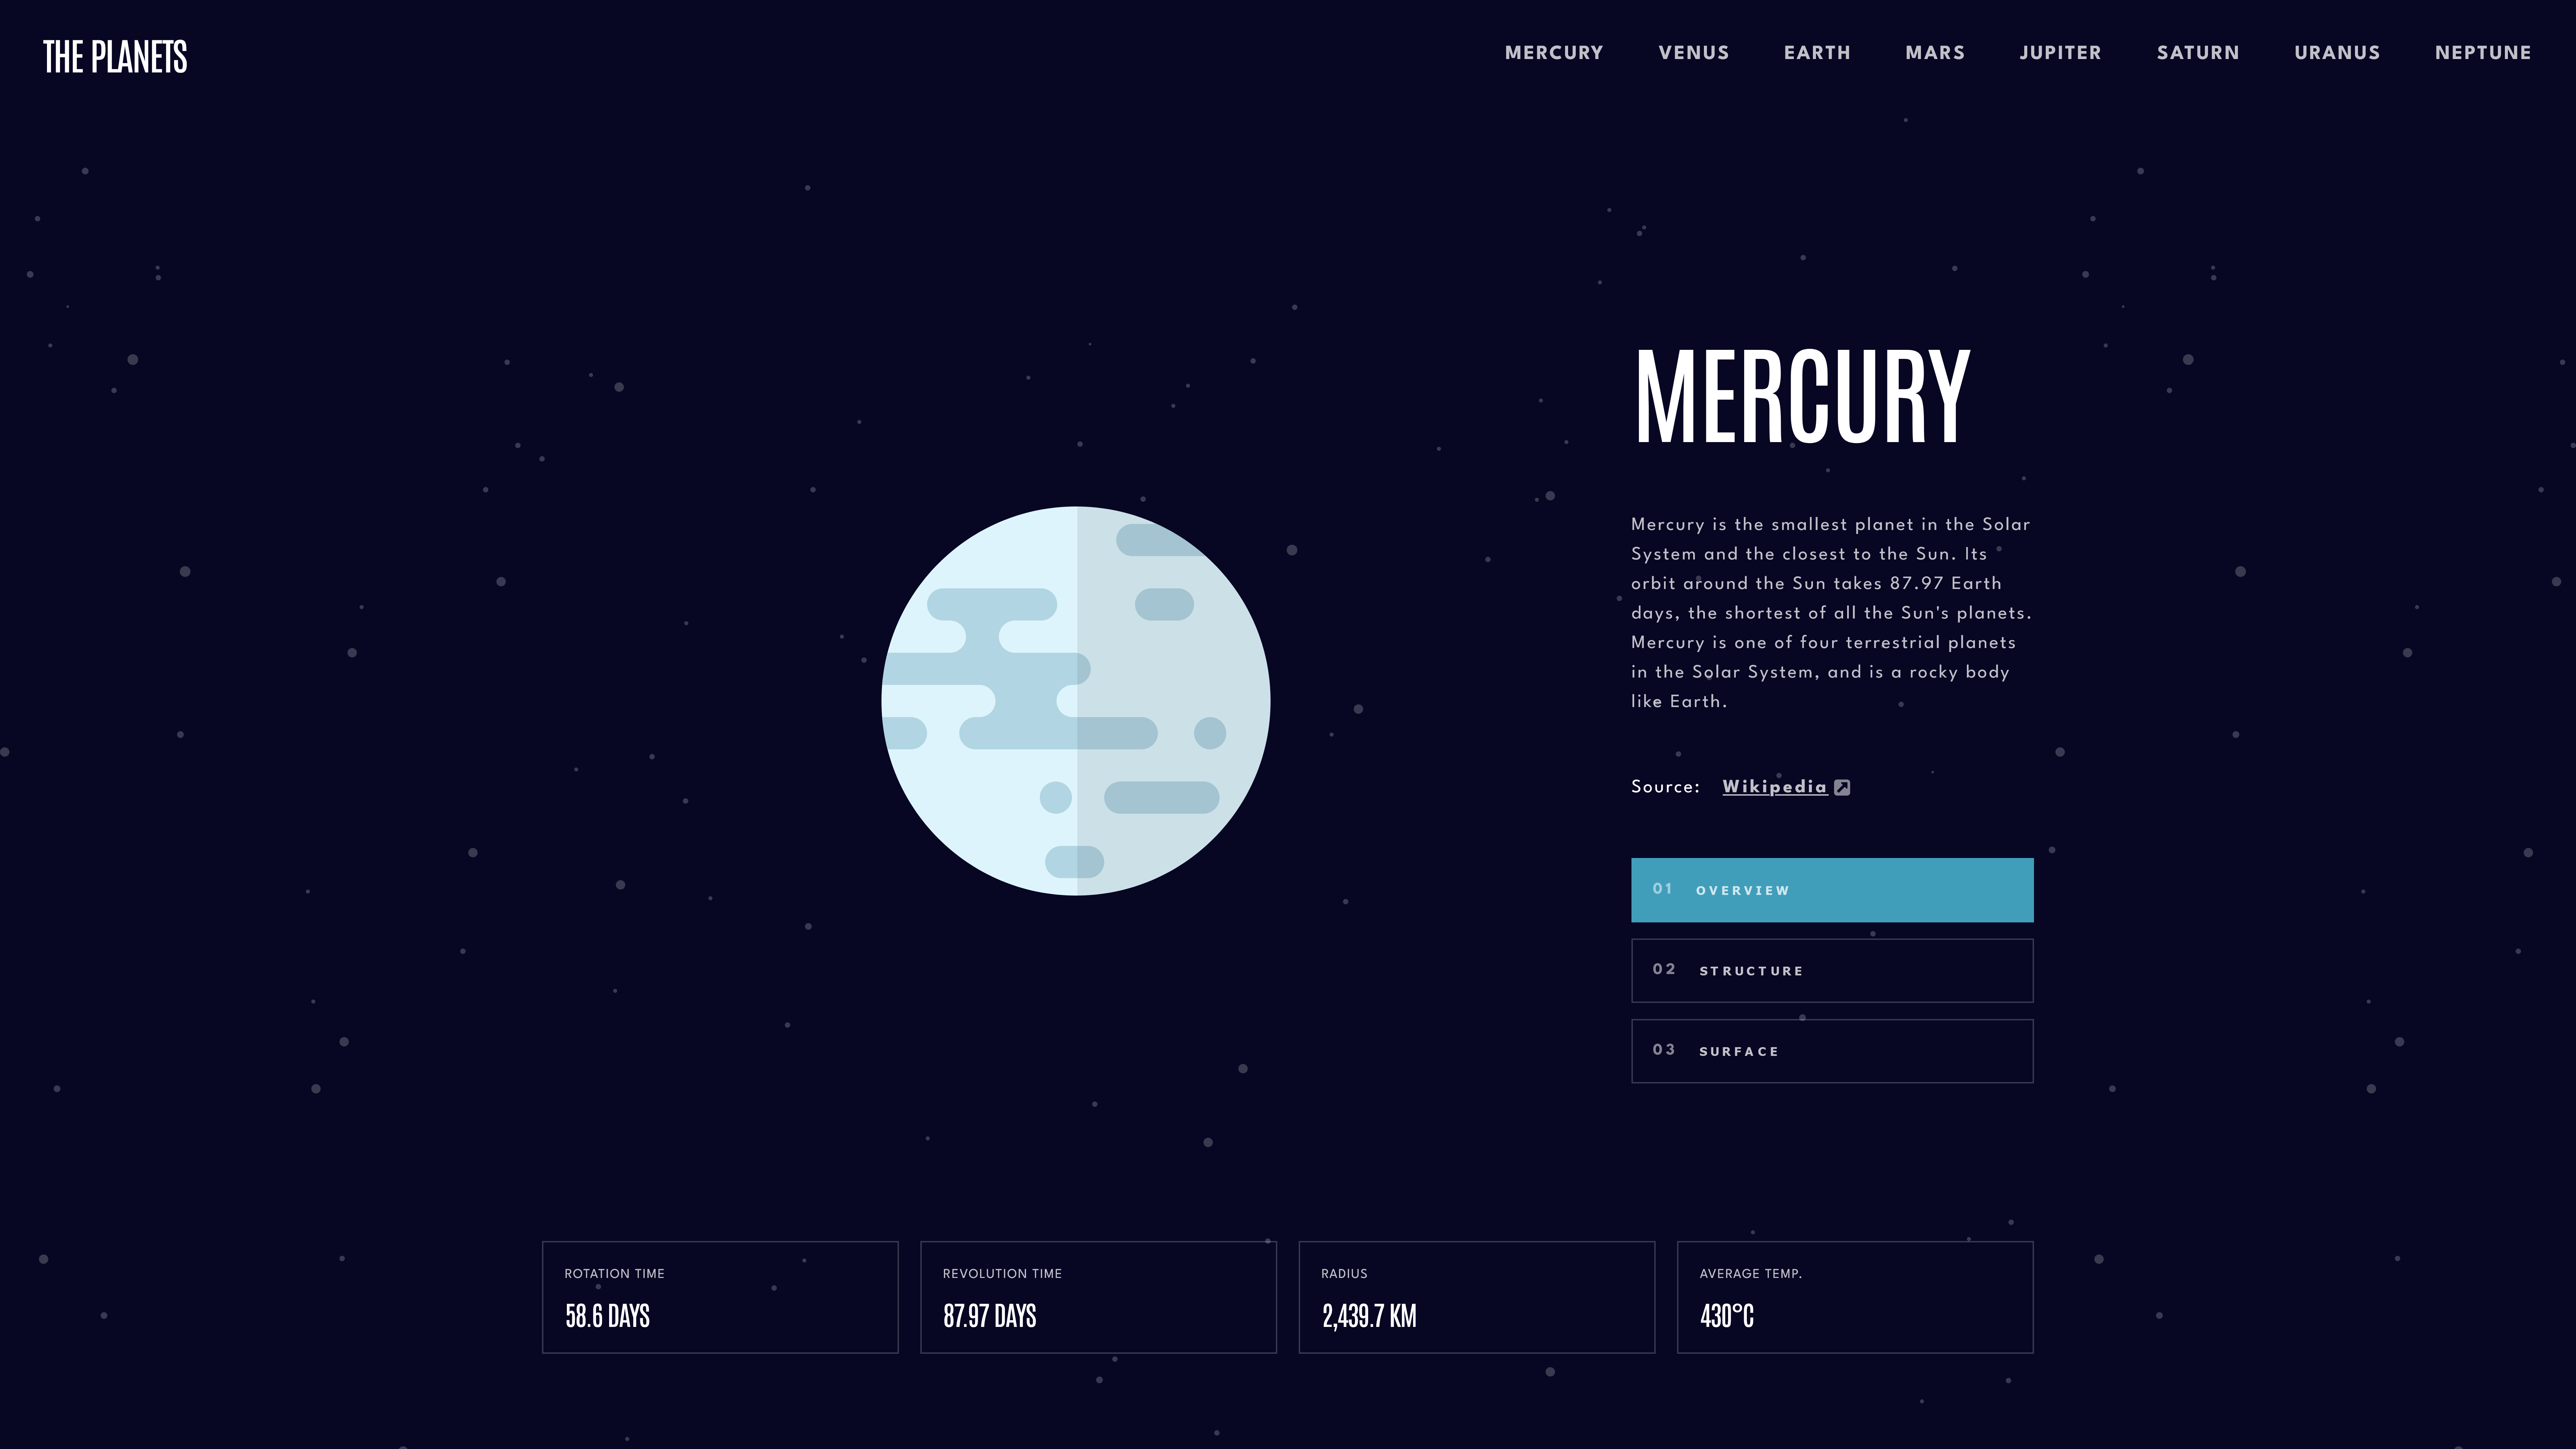 THE PLANETS
MERCURY VENUS EARTH MARS JUPITER SATURN URANUS NEPTUNE
MERCURY
Mercury is the smallest planet in the Solar
System and the closest to the Sun. Its
orbit around the Sun takes 87.97 Earth
days, the shortest of all the Sun's planets.
Mercury is one of four terrestrial planets
in the Solar System, and is a rocky body
like Earth.
Source: Wikipedia
01 OVERVIEW
02 STRUCTURE
03 SURFACE
ROTATION TIME
58.6 DAYS
REVOLUTION TIME
87.97 DAYS
RADIUS
2,439.7 KM
AVERAGE TEMP.
430°C